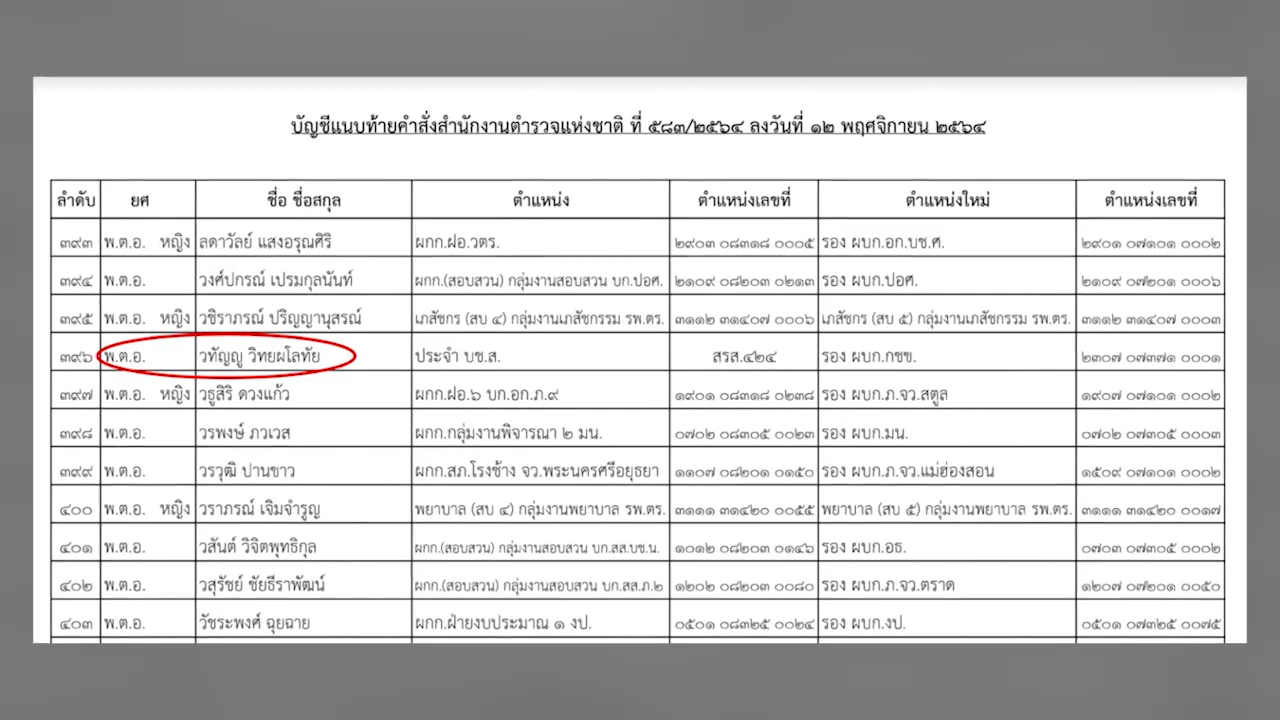 บัญชีแนบท้ายคำสั่งสำนักงานตำรวจแห่งชาติ ที่ ๕๘๓/๒๕๖๔ ลงวันที่ ๑๒ พฤศจิกายน ๒๕๖๔
ลำดับ ยศ ชื่อ ชื่อสกุล ตำแหน่ง ตำแหน่งเลขที่ ตำแหน่งใหม่ ตำแหน่งเลขที่
๓๙๓ พ.ต.อ. หญิง ลดาวัลย์ แสงอรุณศิริ ผกก.ฝอ.วตร. ๒๙๐๓ ๐๘๓๑๘ ๐๐๐๕ รอง ผบก.อก.บช.ศ. ๒๙๐๑ ๐๗๑๐๑ ๐๐๐๒
๓๙๔ พ.ต.อ. วงศ์ปกรณ์ เปรมกุลนันท์ ผกก.(สอบสวน) กลุ่มงานสอบสวน บก.ปอศ. ๒๑๐๙ ๐๘๒๐๓ ๐๒๑๓ รอง ผบก.ปอศ. ๒๑๐๙ ๐๗๒๐๑ ๐๐๐๖
๓๙๕ พ.ต.อ. หญิง วชิราภรณ์ ปริญญานุสรณ์ เภสัชกร (สบ ๔) กลุ่มงานเภสัชกรรม รพ.ตร. ๓๑๑๒ ๓๑๔๐๗ ๐๐๐๖ เภสัชกร (สบ ๕) กลุ่มงานเภสัชกรรม รพ.ตร. ๓๑๑๒ ๓๑๔๐๗ ๐๐๐๓
๓๙๖ พ.ต.อ. วทัญญู วิทยผโลทัย ประจำ บช.ส. สรส.๔๒๔ รอง ผบก.กชข. ๒๓๐๗ ๐๗๓๗๑ ๐๐๐๑
๓๙๗ พ.ต.อ. หญิง วธูสิริ ดวงแก้ว ผกก.ฝอ.๖ บก.อก.ภ.๙ ๑๙๐๑ ๐๘๓๑๘ ๐๒๓๘ รอง ผบก.ภ.จว.สตูล ๑๙๐๗ ๐๗๑๐๑ ๐๐๐๒
๓๙๘ พ.ต.อ. วรพงษ์ ภวเวส ผกก.กลุ่มงานพิจารณา ๒ มน. ๐๗๐๒ ๐๘๓๐๕ ๐๐๒๓ รอง ผบก.มน. ๐๗๐๒ ๐๗๓๐๕ ๐๐๐๓
๓๙๙ พ.ต.อ. วรวุฒิ ปานขาว ผกก.สภ.โรงช้าง จว.พระนครศรีอยุธยา ๑๑๐๗ ๐๘๒๐๑ ๐๑๕๐ รอง ผบก.ภ.จว.แม่ฮ่องสอน ๑๕๐๙ ๐๗๑๐๑ ๐๐๐๒
๔๐๐ พ.ต.อ. หญิง วราภรณ์ เจิมจำรูญ พยาบาล (สบ ๔) กลุ่มงานพยาบาล รพ.ตร. ๓๑๑๑ ๓๑๔๒๐ ๐๐๕๕ พยาบาล (สบ ๕) กลุ่มงานพยาบาล รพ.ตร. ๓๑๑๑ ๓๑๔๒๐ ๐๐๑๗
๔๐๑ พ.ต.อ. วสันต์ วิจิตพุทธิกุล ผกก.(สอบสวน) กลุ่มงานสอบสวน บก.สส.บช.น. ๑๐๑๒ ๐๘๒๐๓ ๐๑๔๖ รอง ผบก.อธ. ๐๗๐๓ ๐๗๓๐๕ ๐๐๐๒
๔๐๒ พ.ต.อ. วสุรัชย์ ชัยธีราพัฒน์ ผกก.(สอบสวน) กลุ่มงานสอบสวน บก.สส.ภ.๒ ๑๒๐๒ ๐๘๒๐๓ ๐๐๘๐ รอง ผบก.ภ.จว.ตราด ๑๒๐๗ ๐๗๒๐๑ ๐๐๕๐
๔๐๓ พ.ต.อ. วัชระพงศ์ ฉุยฉาย ผกก.ฝ่ายงบประมาณ ๑ งป. ๐๕๐๑ ๐๘๓๒๕ ๐๐๒๔ รอง ผบก.งป. ๐๕๐๑ ๐๗๓๒๕ ๐๐๗๕